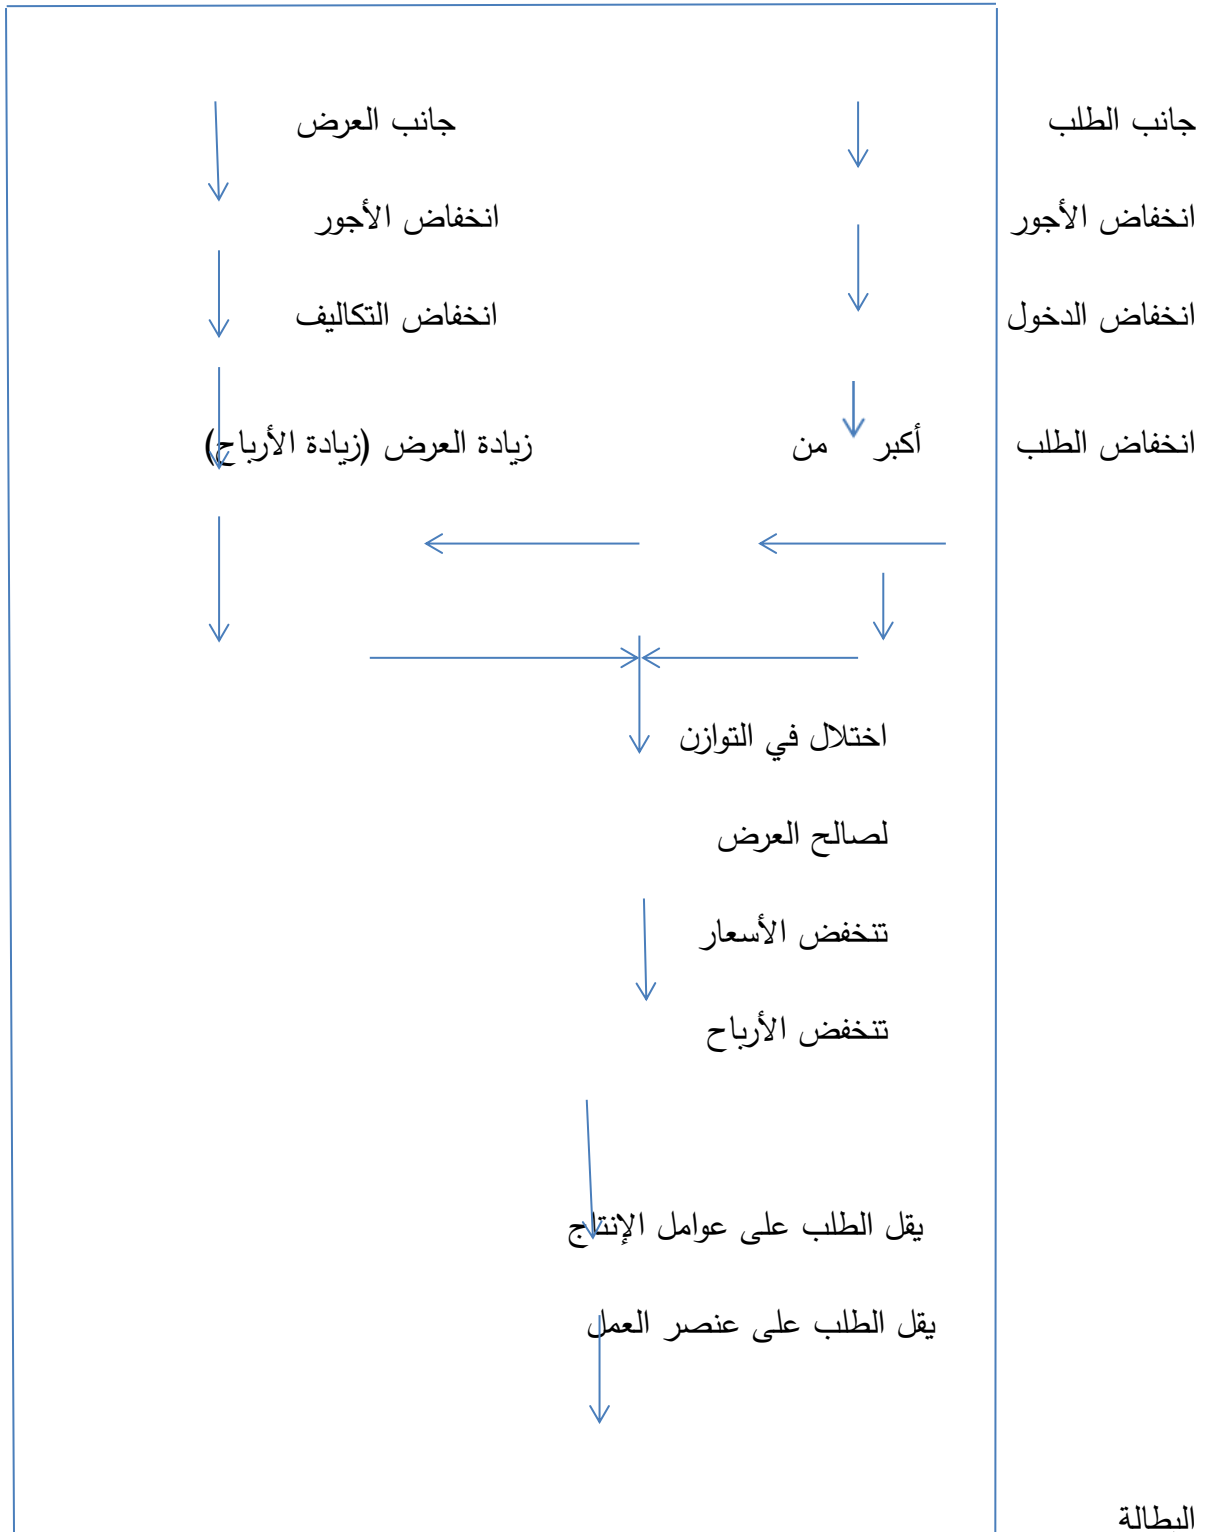 جانب الطلب جانب العرض
انخفاض الأجور انخفاض الأجور
انخفاض الدخول انخفاض التكاليف
انخفاض الطلب أكبر من زيادة العرض (زيادة الأرباح)
اختلال في التوازن
لصالح العرض
تنخفض الأسعار
تنخفض الأرباح
يقل الطلب على عوامل الإنتاج
يقل الطلب على عنصر العمل
البطالة